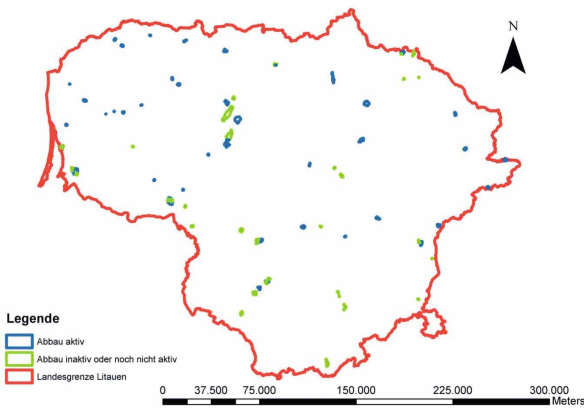 N
Legende
Abbau aktiv
Abbau inaktiv oder noch nicht aktiv
Landesgrenze Litauen
0 37.500 75.000 150.000 225.000 300.000
Meters